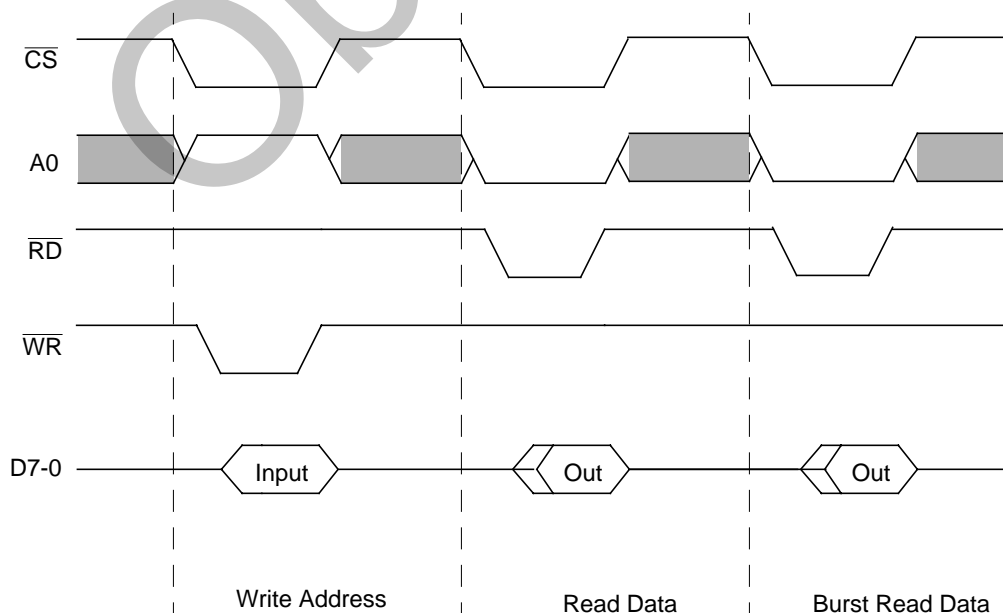 CS
A0
RD
WR
D7-0
Input
Out
Out
Write Address
Read Data
Burst Read Data